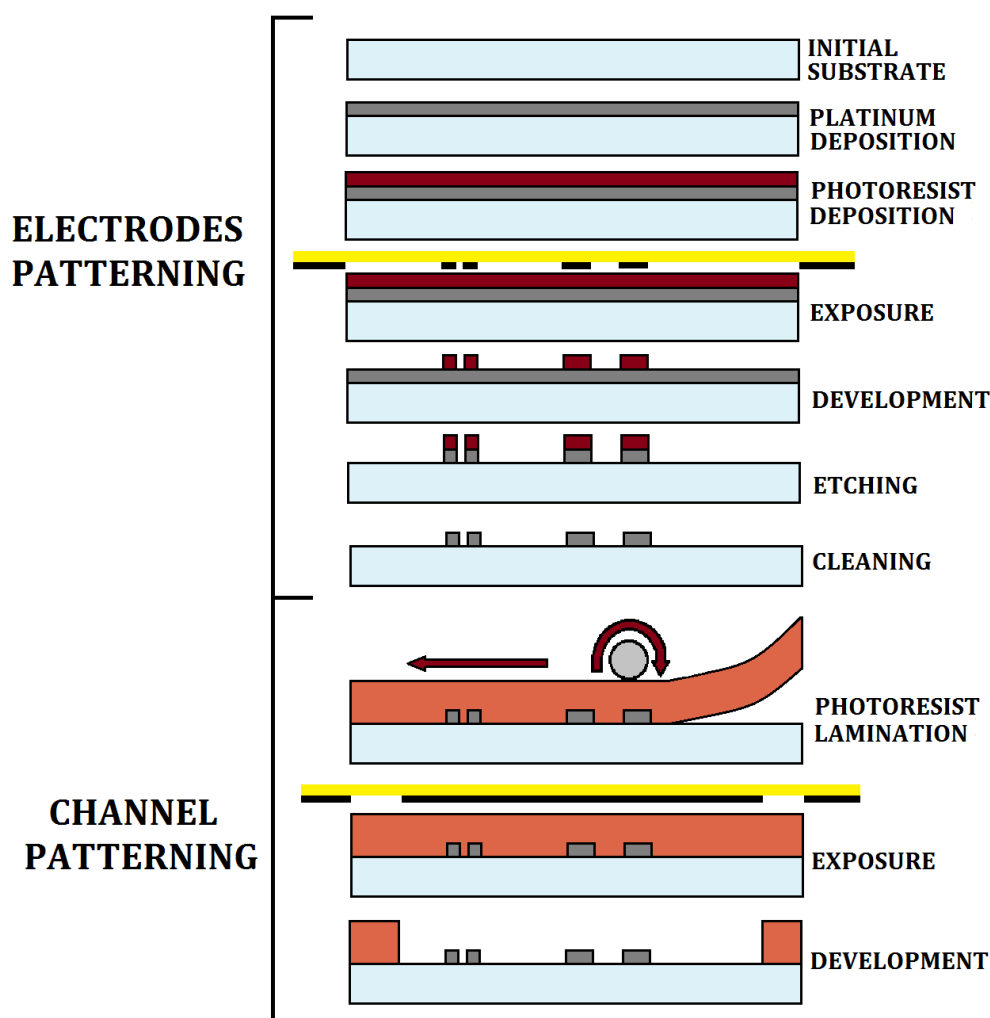 INITIAL
SUBSTRATE
PLATINUM
DEPOSITION
PHOTORESIST
DEPOSITION
ELECTRODES
PATTERNING
EXPOSURE
DEVELOPMENT
ETCHING
CLEANING
PHOTORESIST
LAMINATION
CHANNEL
PATTERNING
EXPOSURE
DEVELOPMENT